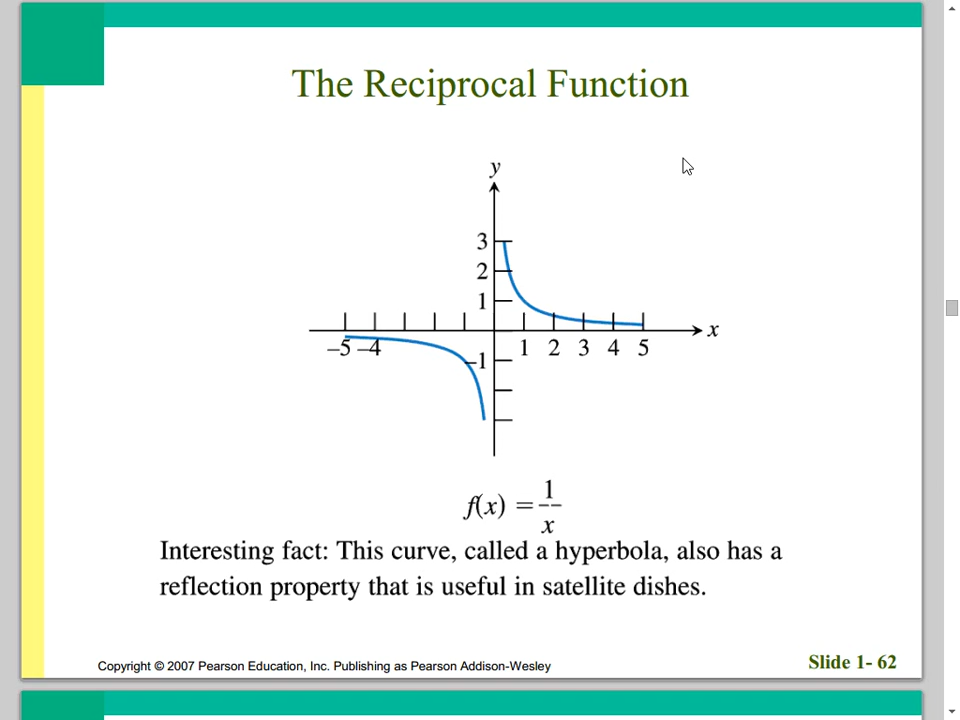 The Reciprocal Function
y
3
2
1
x
–5 –4
1 2 3 4 5
–1
f(x) = 1/x
Interesting fact: This curve, called a hyperbola, also has a
reflection property that is useful in satellite dishes.
Copyright © 2007 Pearson Education, Inc. Publishing as Pearson Addison-Wesley
Slide 1- 62